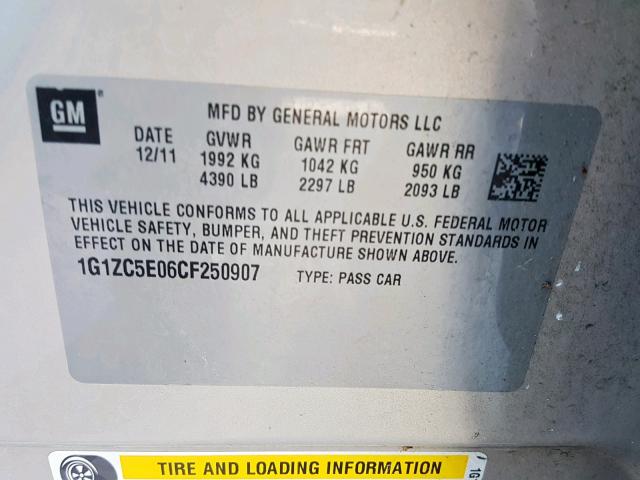 GM
MFD BY GENERAL MOTORS LLC
DATE GVWR GAWR FRT GAWR RR
12/11 1992 KG 1042 KG 950 KG
4390 LB 2297 LB 2093 LB
THIS VEHICLE CONFORMS TO ALL APPLICABLE U.S. FEDERAL MOTOR
VEHICLE SAFETY, BUMPER, AND THEFT PREVENTION STANDARDS IN
EFFECT ON THE DATE OF MANUFACTURE SHOWN ABOVE.
1G1ZC5E06CF250907 TYPE: PASS CAR
TIRE AND LOADING INFORMATION
1G